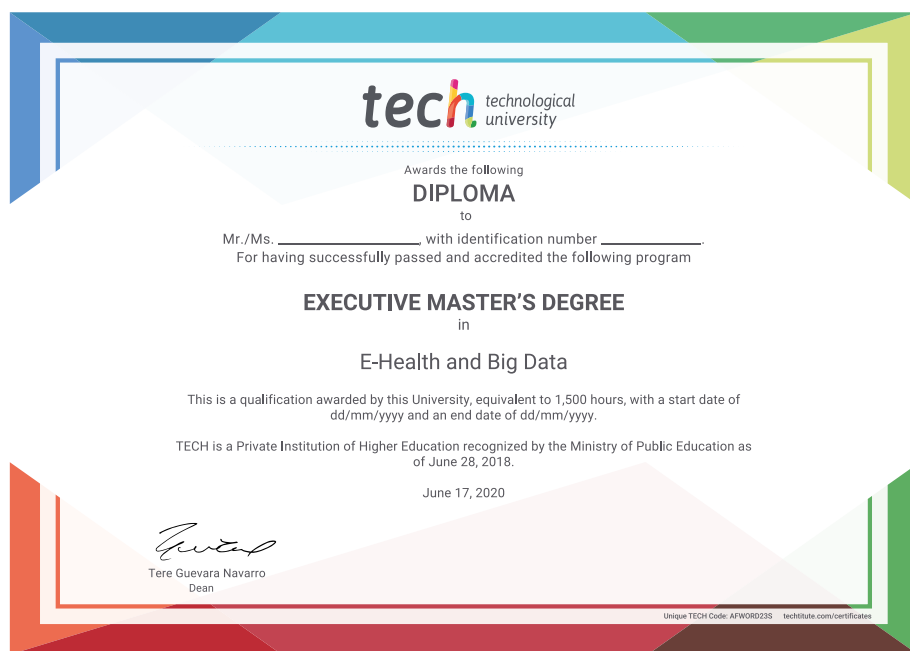 tech technological
university
Awards the following
DIPLOMA
to
Mr./Ms. ____________________, with identification number ______________.
For having successfully passed and accredited the following program
EXECUTIVE MASTER'S DEGREE
in
E-Health and Big Data
This is a qualification awarded by this University, equivalent to 1,500 hours, with a start date of
dd/mm/yyyy and an end date of dd/mm/yyyy.
TECH is a Private Institution of Higher Education recognized by the Ministry of Public Education as
of June 28, 2018.
June 17, 2020
Tere Guevara Navarro
Dean
Unique TECH Code: AFWORD23S techtitute.com/certificates